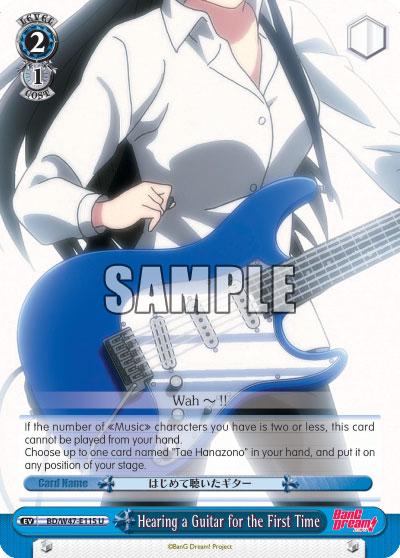 LEVEL
2
1
COST
SAMPLE
Wah ～ !!
If the number of «Music» characters you have is two or less, this card
cannot be played from your hand.
Choose up to one card named "Tae Hanazono" in your hand, and put it on
any position of your stage.
Card Name はじめて聴いたギター
EV BD/W47-E115 U Hearing a Guitar for the First Time BanG Dream!
©BanG Dream! Project